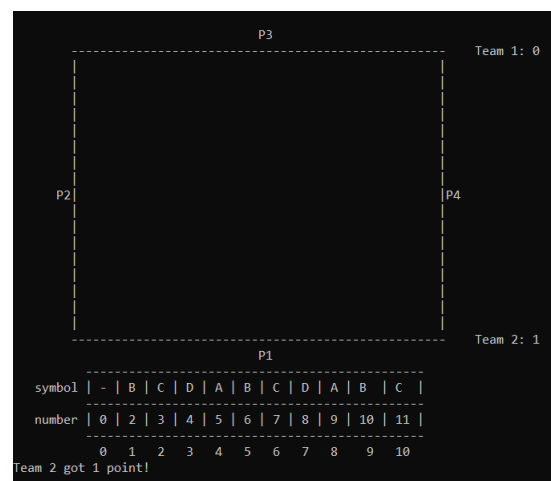 P3
Team 1: 0
P2
P4
Team 2: 1
P1
symbol | - | B | C | D | A | B | C | D | A | B | C |
number | 0 | 2 | 3 | 4 | 5 | 6 | 7 | 8 | 9 | 10 | 11 |
0 1 2 3 4 5 6 7 8 9 10
Team 2 got 1 point!